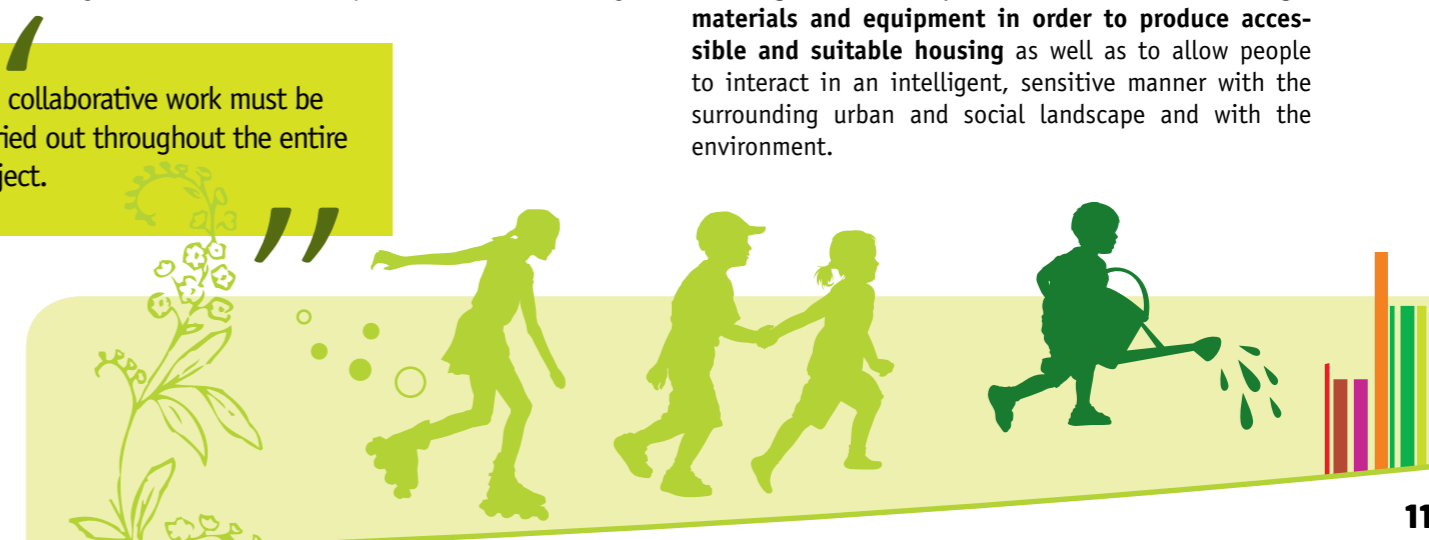 collaborative work must be
out throughout the entire
materials and equipment in order to produce acces-
sible and suitable housing as well as to allow people
to interact in an intelligent, sensitive manner with the
surrounding urban and social landscape and with the
environment.
11